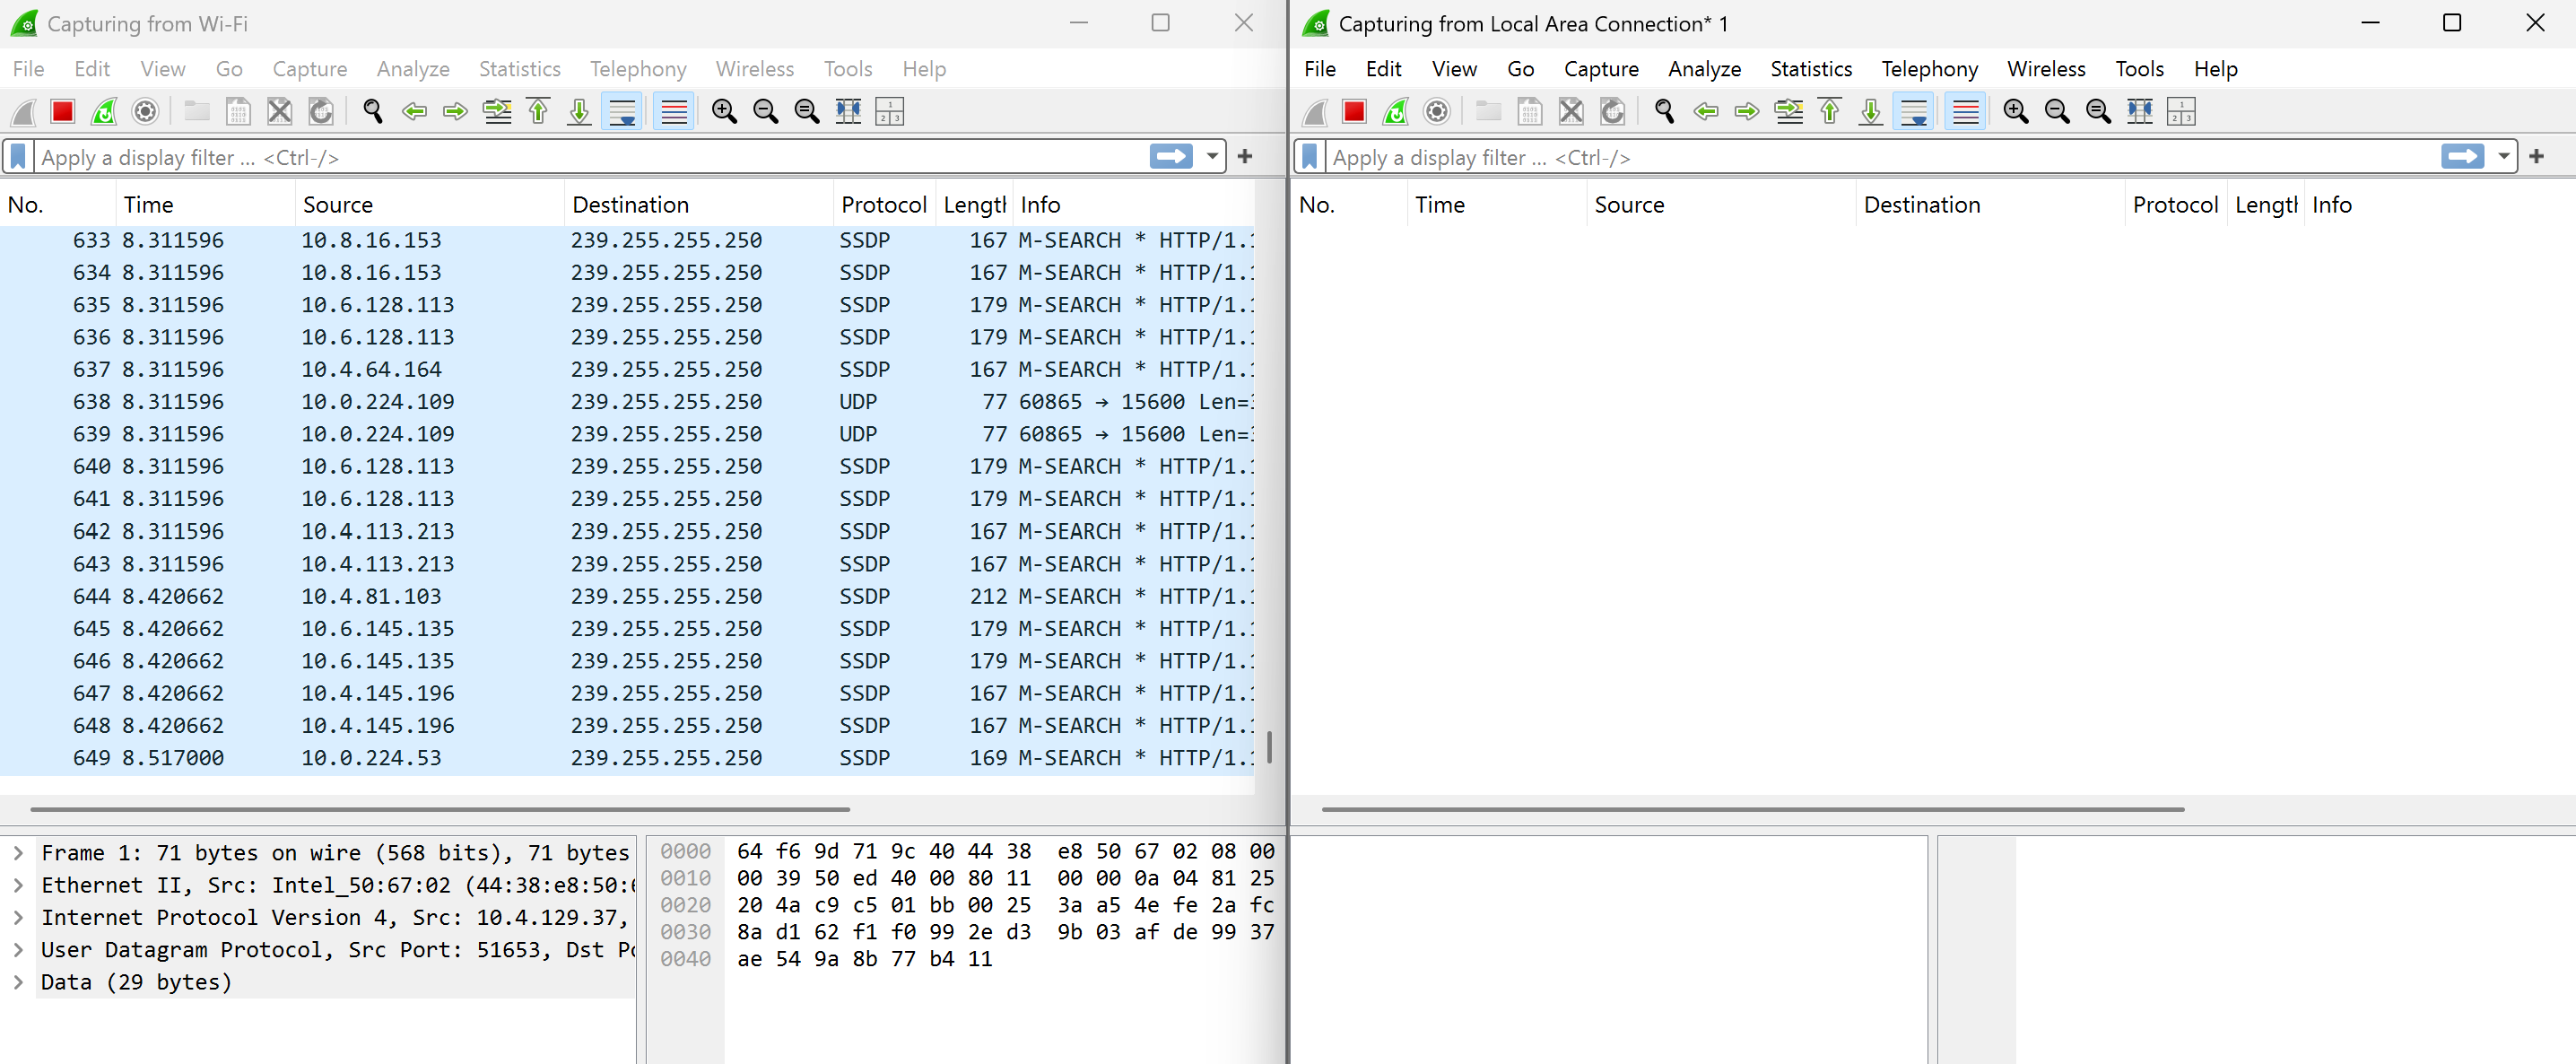 Capturing from Wi-Fi
File Edit View Go Capture Analyze Statistics Telephony Wireless Tools Help
Apply a display filter ... <Ctrl-/>
No. Time Source Destination Protocol Length Info
633 8.311596 10.8.16.153 239.255.255.250 SSDP 167 M-SEARCH * HTTP/1.1
634 8.311596 10.8.16.153 239.255.255.250 SSDP 167 M-SEARCH * HTTP/1.1
635 8.311596 10.6.128.113 239.255.255.250 SSDP 179 M-SEARCH * HTTP/1.1
636 8.311596 10.6.128.113 239.255.255.250 SSDP 179 M-SEARCH * HTTP/1.1
637 8.311596 10.4.64.164 239.255.255.250 SSDP 167 M-SEARCH * HTTP/1.1
638 8.311596 10.0.224.109 239.255.255.250 UDP 77 60865 → 15600 Len=3
639 8.311596 10.0.224.109 239.255.255.250 UDP 77 60865 → 15600 Len=3
640 8.311596 10.6.128.113 239.255.255.250 SSDP 179 M-SEARCH * HTTP/1.1
641 8.311596 10.6.128.113 239.255.255.250 SSDP 179 M-SEARCH * HTTP/1.1
642 8.311596 10.4.113.213 239.255.255.250 SSDP 167 M-SEARCH * HTTP/1.1
643 8.311596 10.4.113.213 239.255.255.250 SSDP 167 M-SEARCH * HTTP/1.1
644 8.420662 10.4.81.103 239.255.255.250 SSDP 212 M-SEARCH * HTTP/1.1
645 8.420662 10.6.145.135 239.255.255.250 SSDP 179 M-SEARCH * HTTP/1.1
646 8.420662 10.6.145.135 239.255.255.250 SSDP 179 M-SEARCH * HTTP/1.1
647 8.420662 10.4.145.196 239.255.255.250 SSDP 167 M-SEARCH * HTTP/1.1
648 8.420662 10.4.145.196 239.255.255.250 SSDP 167 M-SEARCH * HTTP/1.1
649 8.517000 10.0.224.53 239.255.255.250 SSDP 169 M-SEARCH * HTTP/1.1
Frame 1: 71 bytes on wire (568 bits), 71 bytes
Ethernet II, Src: Intel_50:67:02 (44:38:e8:50:6
Internet Protocol Version 4, Src: 10.4.129.37,
User Datagram Protocol, Src Port: 51653, Dst Po
Data (29 bytes)
0000 64 f6 9d 71 9c 40 44 38 e8 50 67 02 08 00
0010 00 39 50 ed 40 00 80 11 00 00 0a 04 81 25
0020 20 4a c9 c5 01 bb 00 25 3a a5 4e fe 2a fc
0030 8a d1 62 f1 f0 99 2e d3 9b 03 af de 99 37
0040 ae 54 9a 8b 77 b4 11
Capturing from Local Area Connection* 1
File Edit View Go Capture Analyze Statistics Telephony Wireless Tools Help
Apply a display filter ... <Ctrl-/>
No. Time Source Destination Protocol Length Info